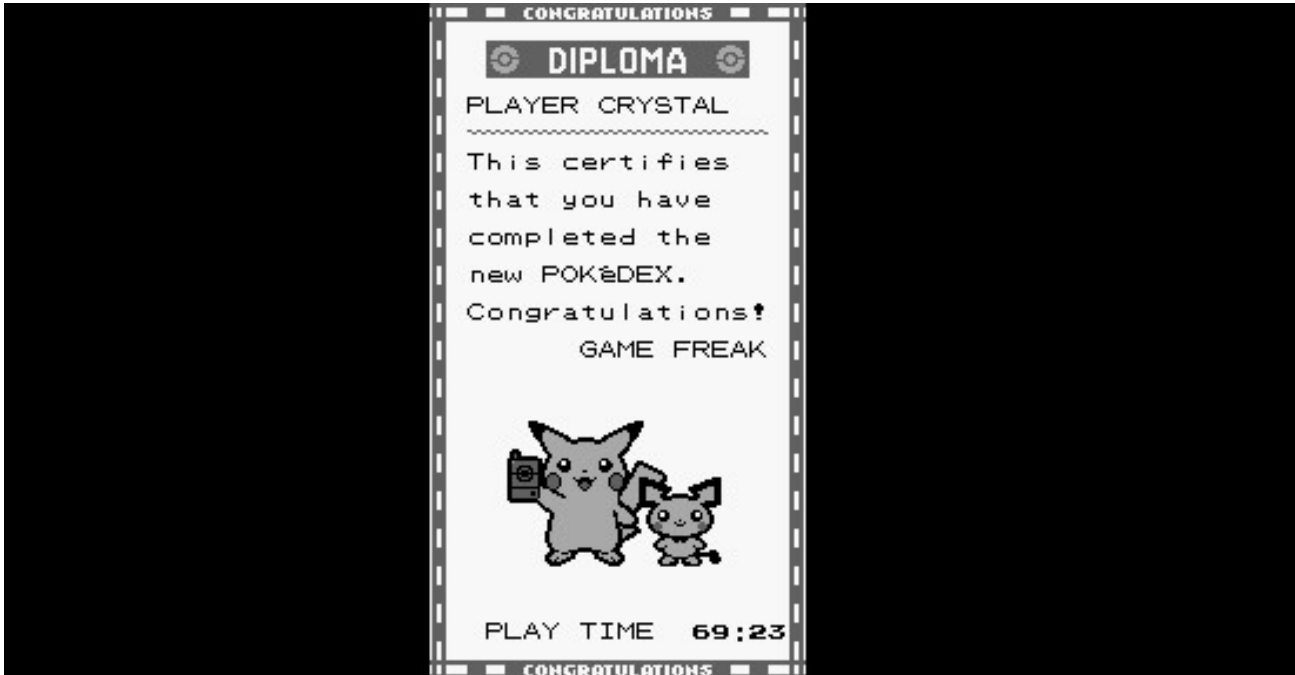 CONGRATULATIONS
DIPLOMA
PLAYER CRYSTAL
This certifies
that you have
completed the
new POKéDEX.
Congratulations!
GAME FREAK
PLAY TIME 69:23
CONGRATULATIONS